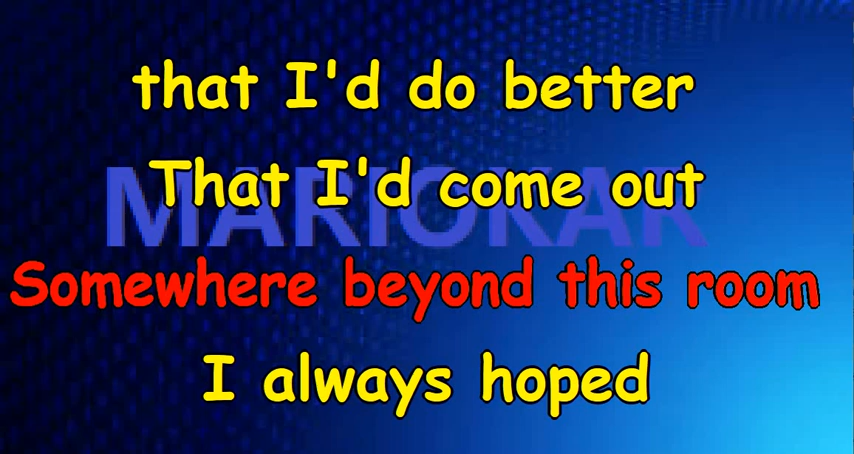 that I'd do better
That I'd come out
MARIOKAR
Somewhere beyond this room
I always hoped